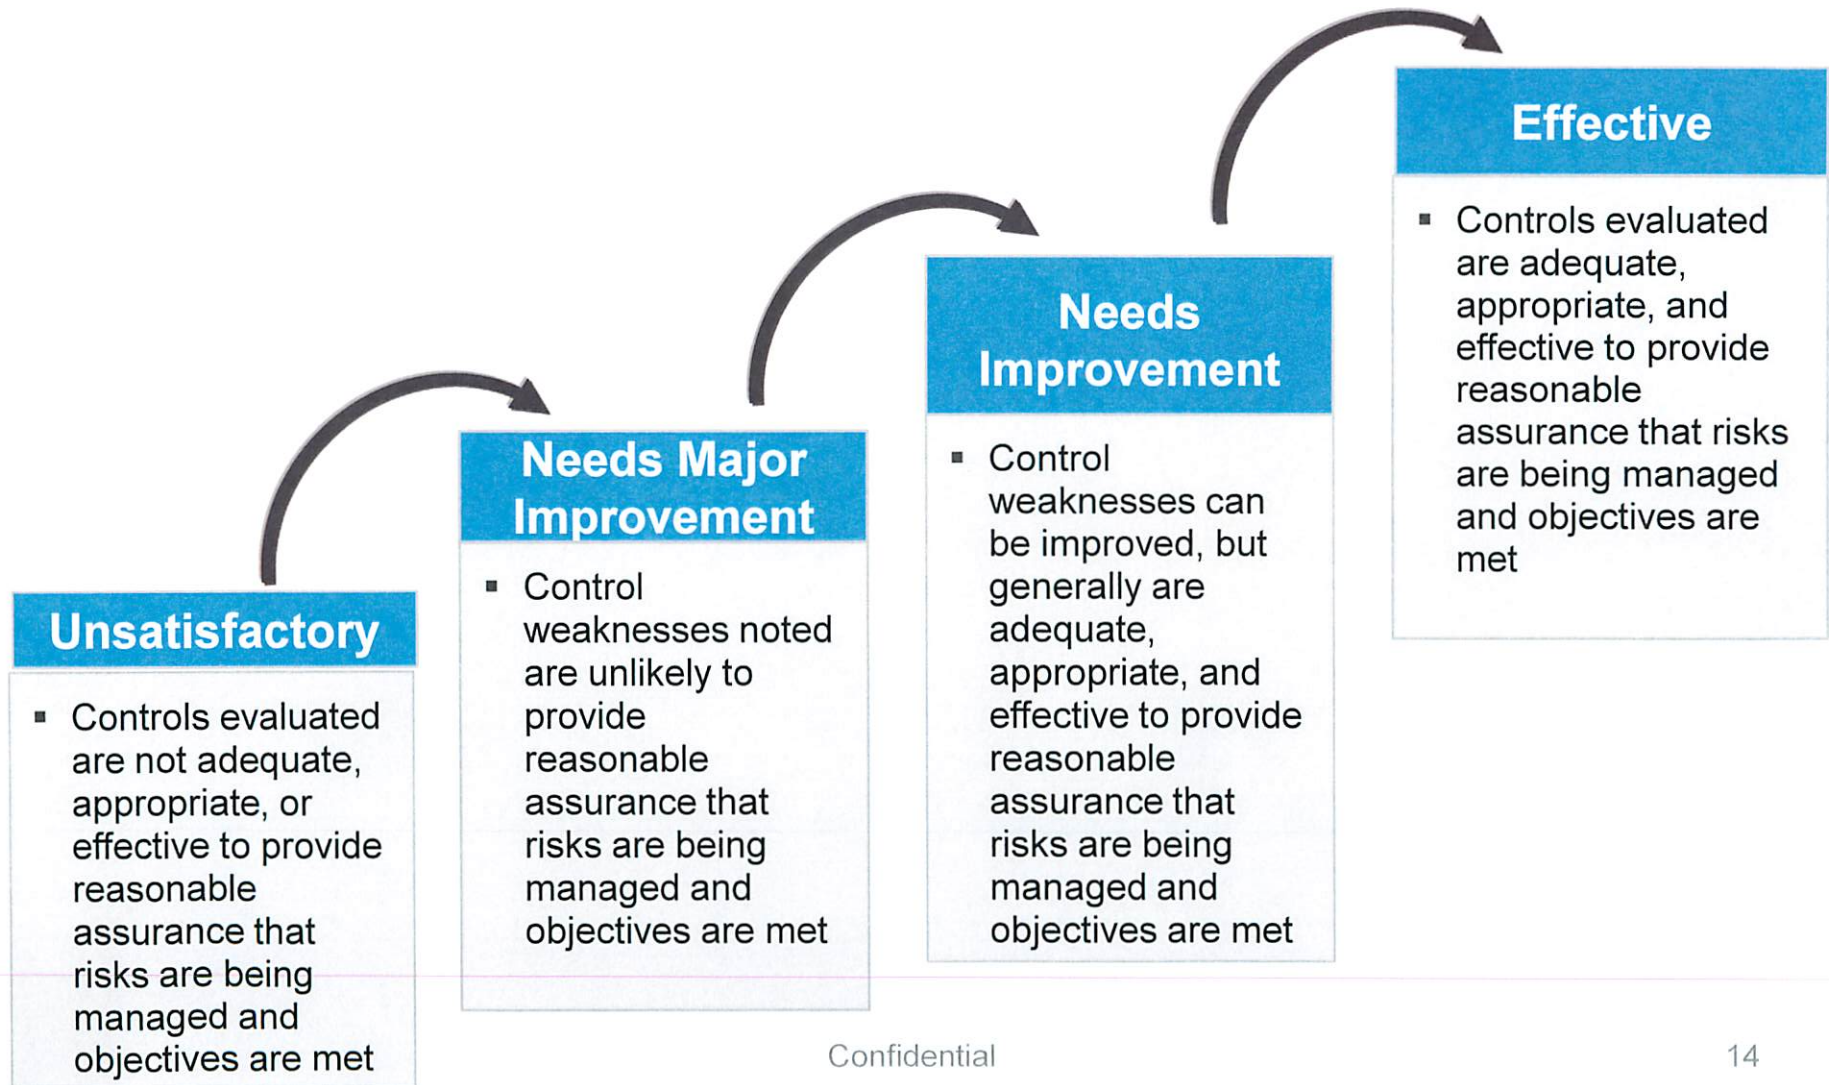 Unsatisfactory
▪ Controls evaluated
are not adequate,
appropriate, or
effective to provide
reasonable
assurance that
risks are being
managed and
objectives are met
Needs Major
Improvement
▪ Control
weaknesses noted
are unlikely to
provide
reasonable
assurance that
risks are being
managed and
objectives are met
Needs
Improvement
▪ Control
weaknesses can
be improved, but
generally are
adequate,
appropriate, and
effective to provide
reasonable
assurance that
risks are being
managed and
objectives are met
Effective
▪ Controls evaluated
are adequate,
appropriate, and
effective to provide
reasonable
assurance that risks
are being managed
and objectives are
met
Confidential
14